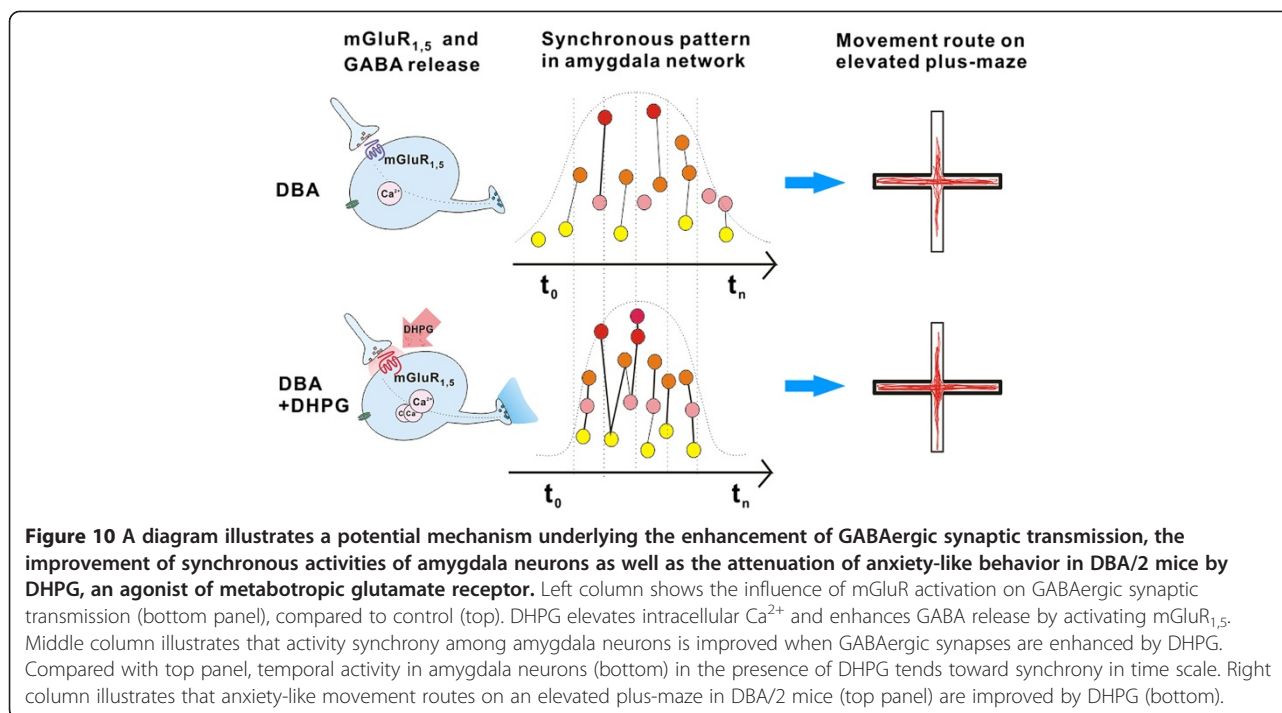 mGluR1,5 and
GABA release
Synchronous pattern
in amygdala network
Movement route on
elevated plus-maze
DBA
mGluR1,5
Ca2+
t0
tn
DBA
+DHPG
DHPG
mGluR1,5
Ca2+
C
Ca
t0
tn
Figure 10 A diagram illustrates a potential mechanism underlying the enhancement of GABAergic synaptic transmission, the
improvement of synchronous activities of amygdala neurons as well as the attenuation of anxiety-like behavior in DBA/2 mice by
DHPG, an agonist of metabotropic glutamate receptor. Left column shows the influence of mGluR activation on GABAergic synaptic
transmission (bottom panel), compared to control (top). DHPG elevates intracellular Ca2+ and enhances GABA release by activating mGluR1,5.
Middle column illustrates that activity synchrony among amygdala neurons is improved when GABAergic synapses are enhanced by DHPG.
Compared with top panel, temporal activity in amygdala neurons (bottom) in the presence of DHPG tends toward synchrony in time scale. Right
column illustrates that anxiety-like movement routes on an elevated plus-maze in DBA/2 mice (top panel) are improved by DHPG (bottom).